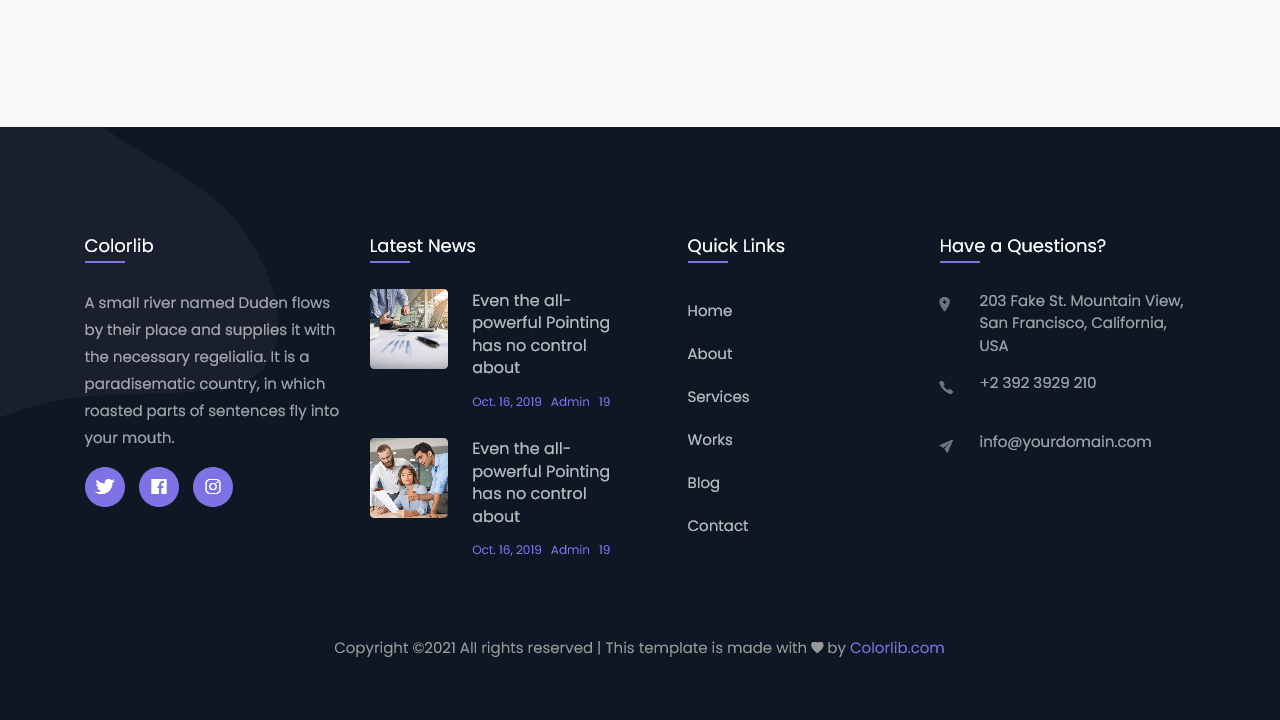 Colorlib
A small river named Duden flows
by their place and supplies it with
the necessary regelialia. It is a
paradisematic country, in which
roasted parts of sentences fly into
your mouth.
Latest News
Even the all-
powerful Pointing
has no control
about
Oct. 16, 2019 Admin 19
Even the all-
powerful Pointing
has no control
about
Oct. 16, 2019 Admin 19
Quick Links
Home
About
Services
Works
Blog
Contact
Have a Questions?
203 Fake St. Mountain View,
San Francisco, California,
USA
+2 392 3929 210
info@yourdomain.com
Copyright ©2021 All rights reserved | This template is made with ♥ by Colorlib.com